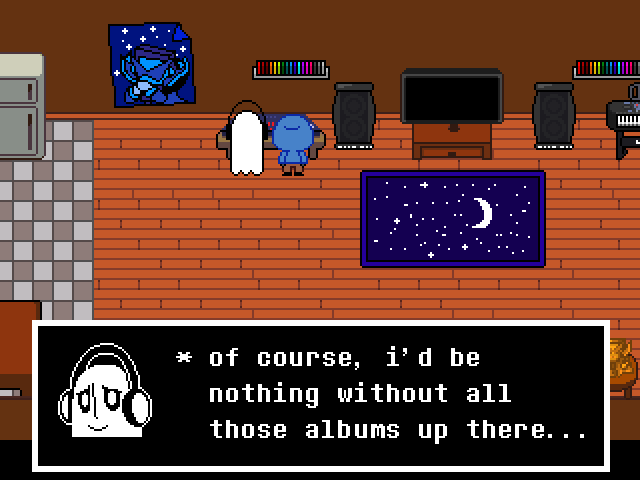 * of course, i'd be
nothing without all
those albums up there...